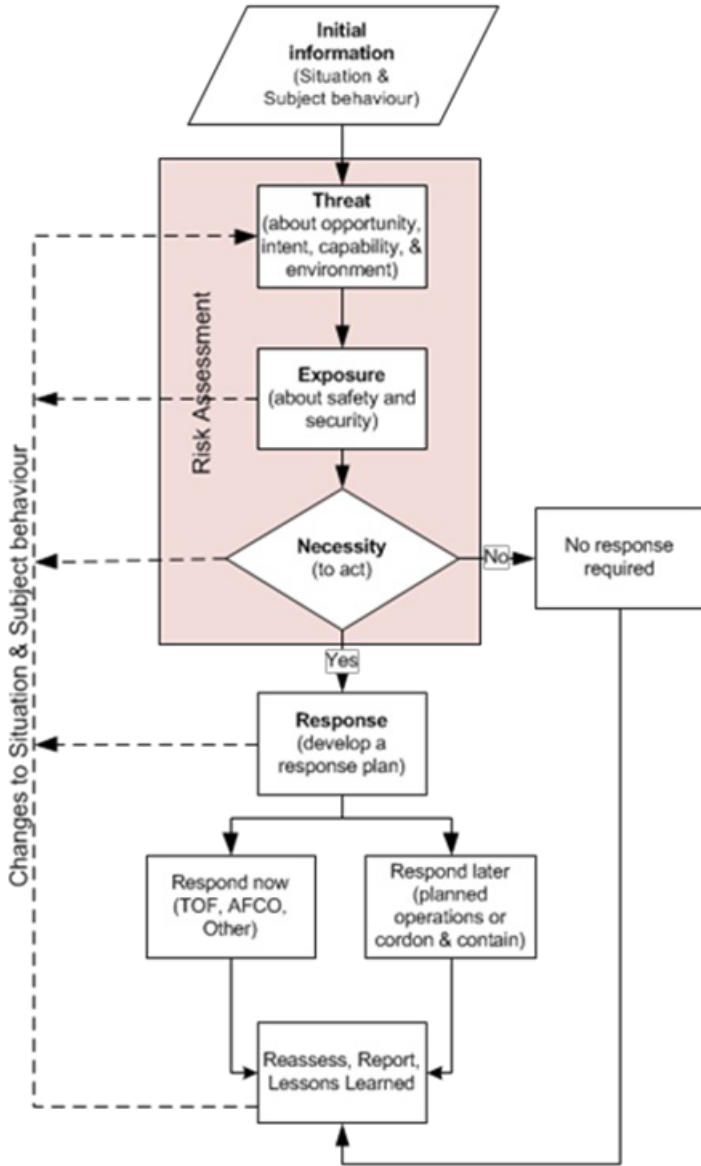 Initial
information
(Situation &
Subject behaviour)
Threat
(about opportunity,
intent, capability, &
environment)
Risk Assessment
Exposure
(about safety and
security)
Necessity
(to act)
No
No response
required
Yes
Response
(develop a
response plan)
Changes to Situation & Subject behaviour
Respond now
(TOF, AFCO,
Other)
Respond later
(planned
operations or
cordon & contain)
Reassess, Report,
Lessons Learned